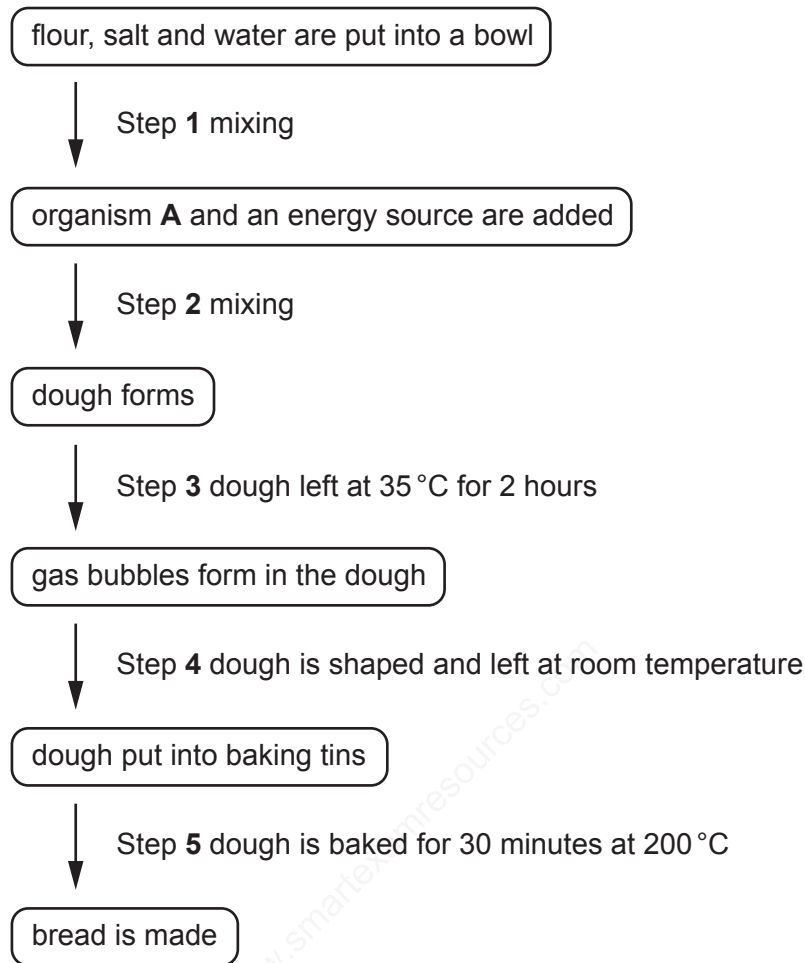 flour, salt and water are put into a bowl
Step 1 mixing
organism A and an energy source are added
Step 2 mixing
dough forms
Step 3 dough left at 35 °C for 2 hours
gas bubbles form in the dough
Step 4 dough is shaped and left at room temperature
dough put into baking tins
Step 5 dough is baked for 30 minutes at 200 °C
bread is made